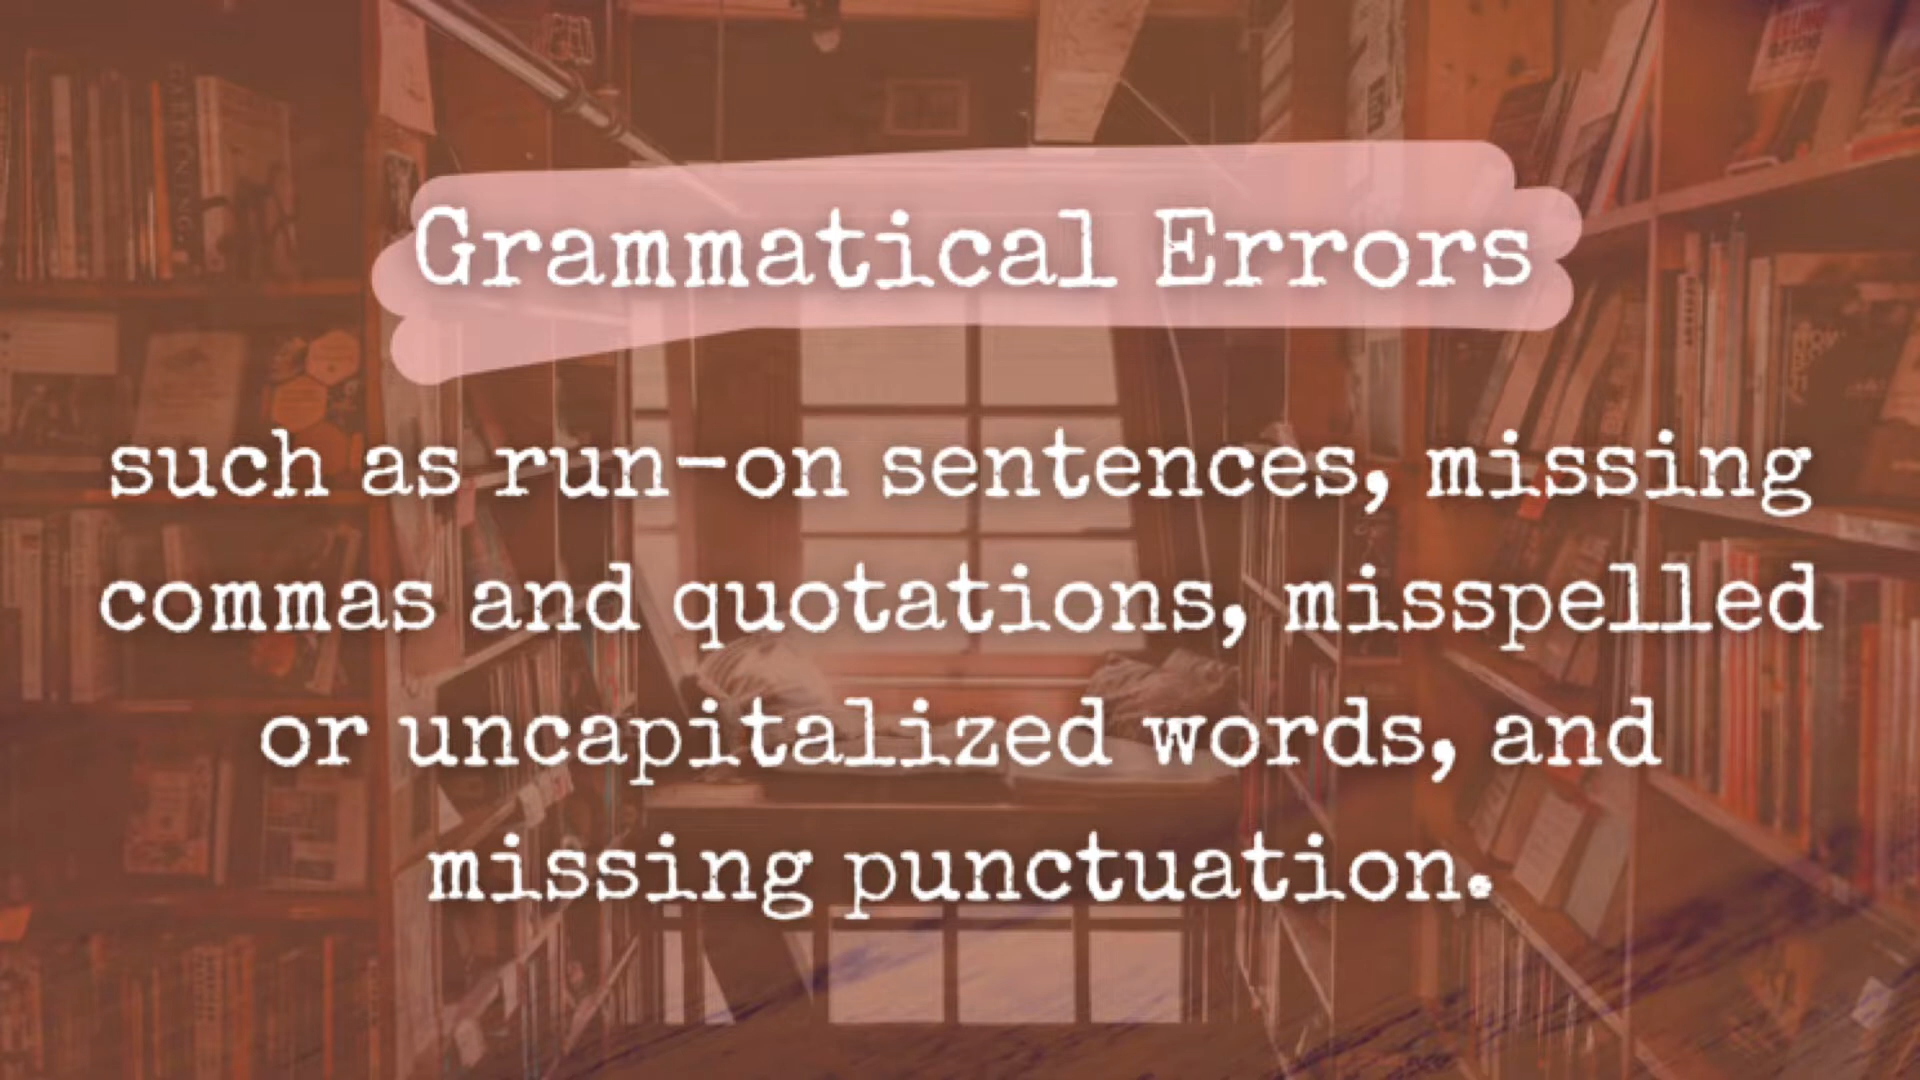 Grammatical Errors
such as run-on sentences, missing
commas and quotations, misspelled
or uncapitalized words, and
missing punctuation.